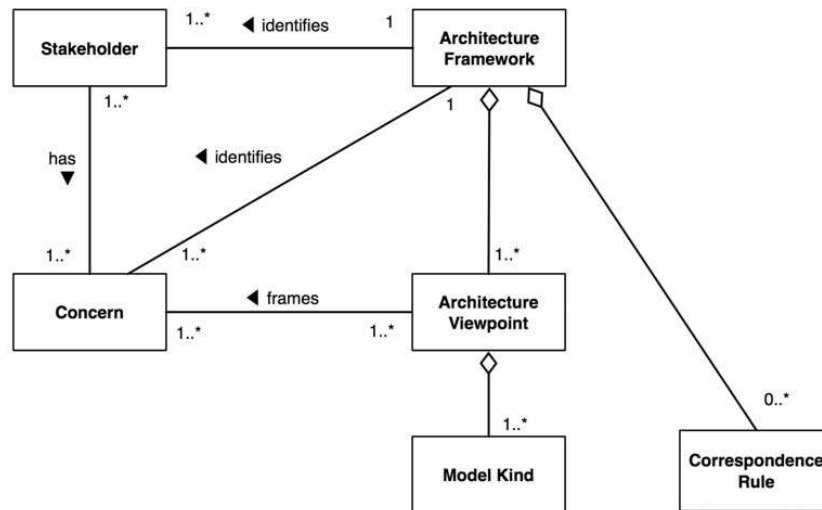 1..*
◀ identifies
1
Stakeholder
Architecture
Framework
1..*
1
has
▼
◀ identifies
1..*
1..*
1..*
Concern
◀ frames
Architecture
Viewpoint
1..*
1..*
1..*
0..*
Model Kind
Correspondence
Rule